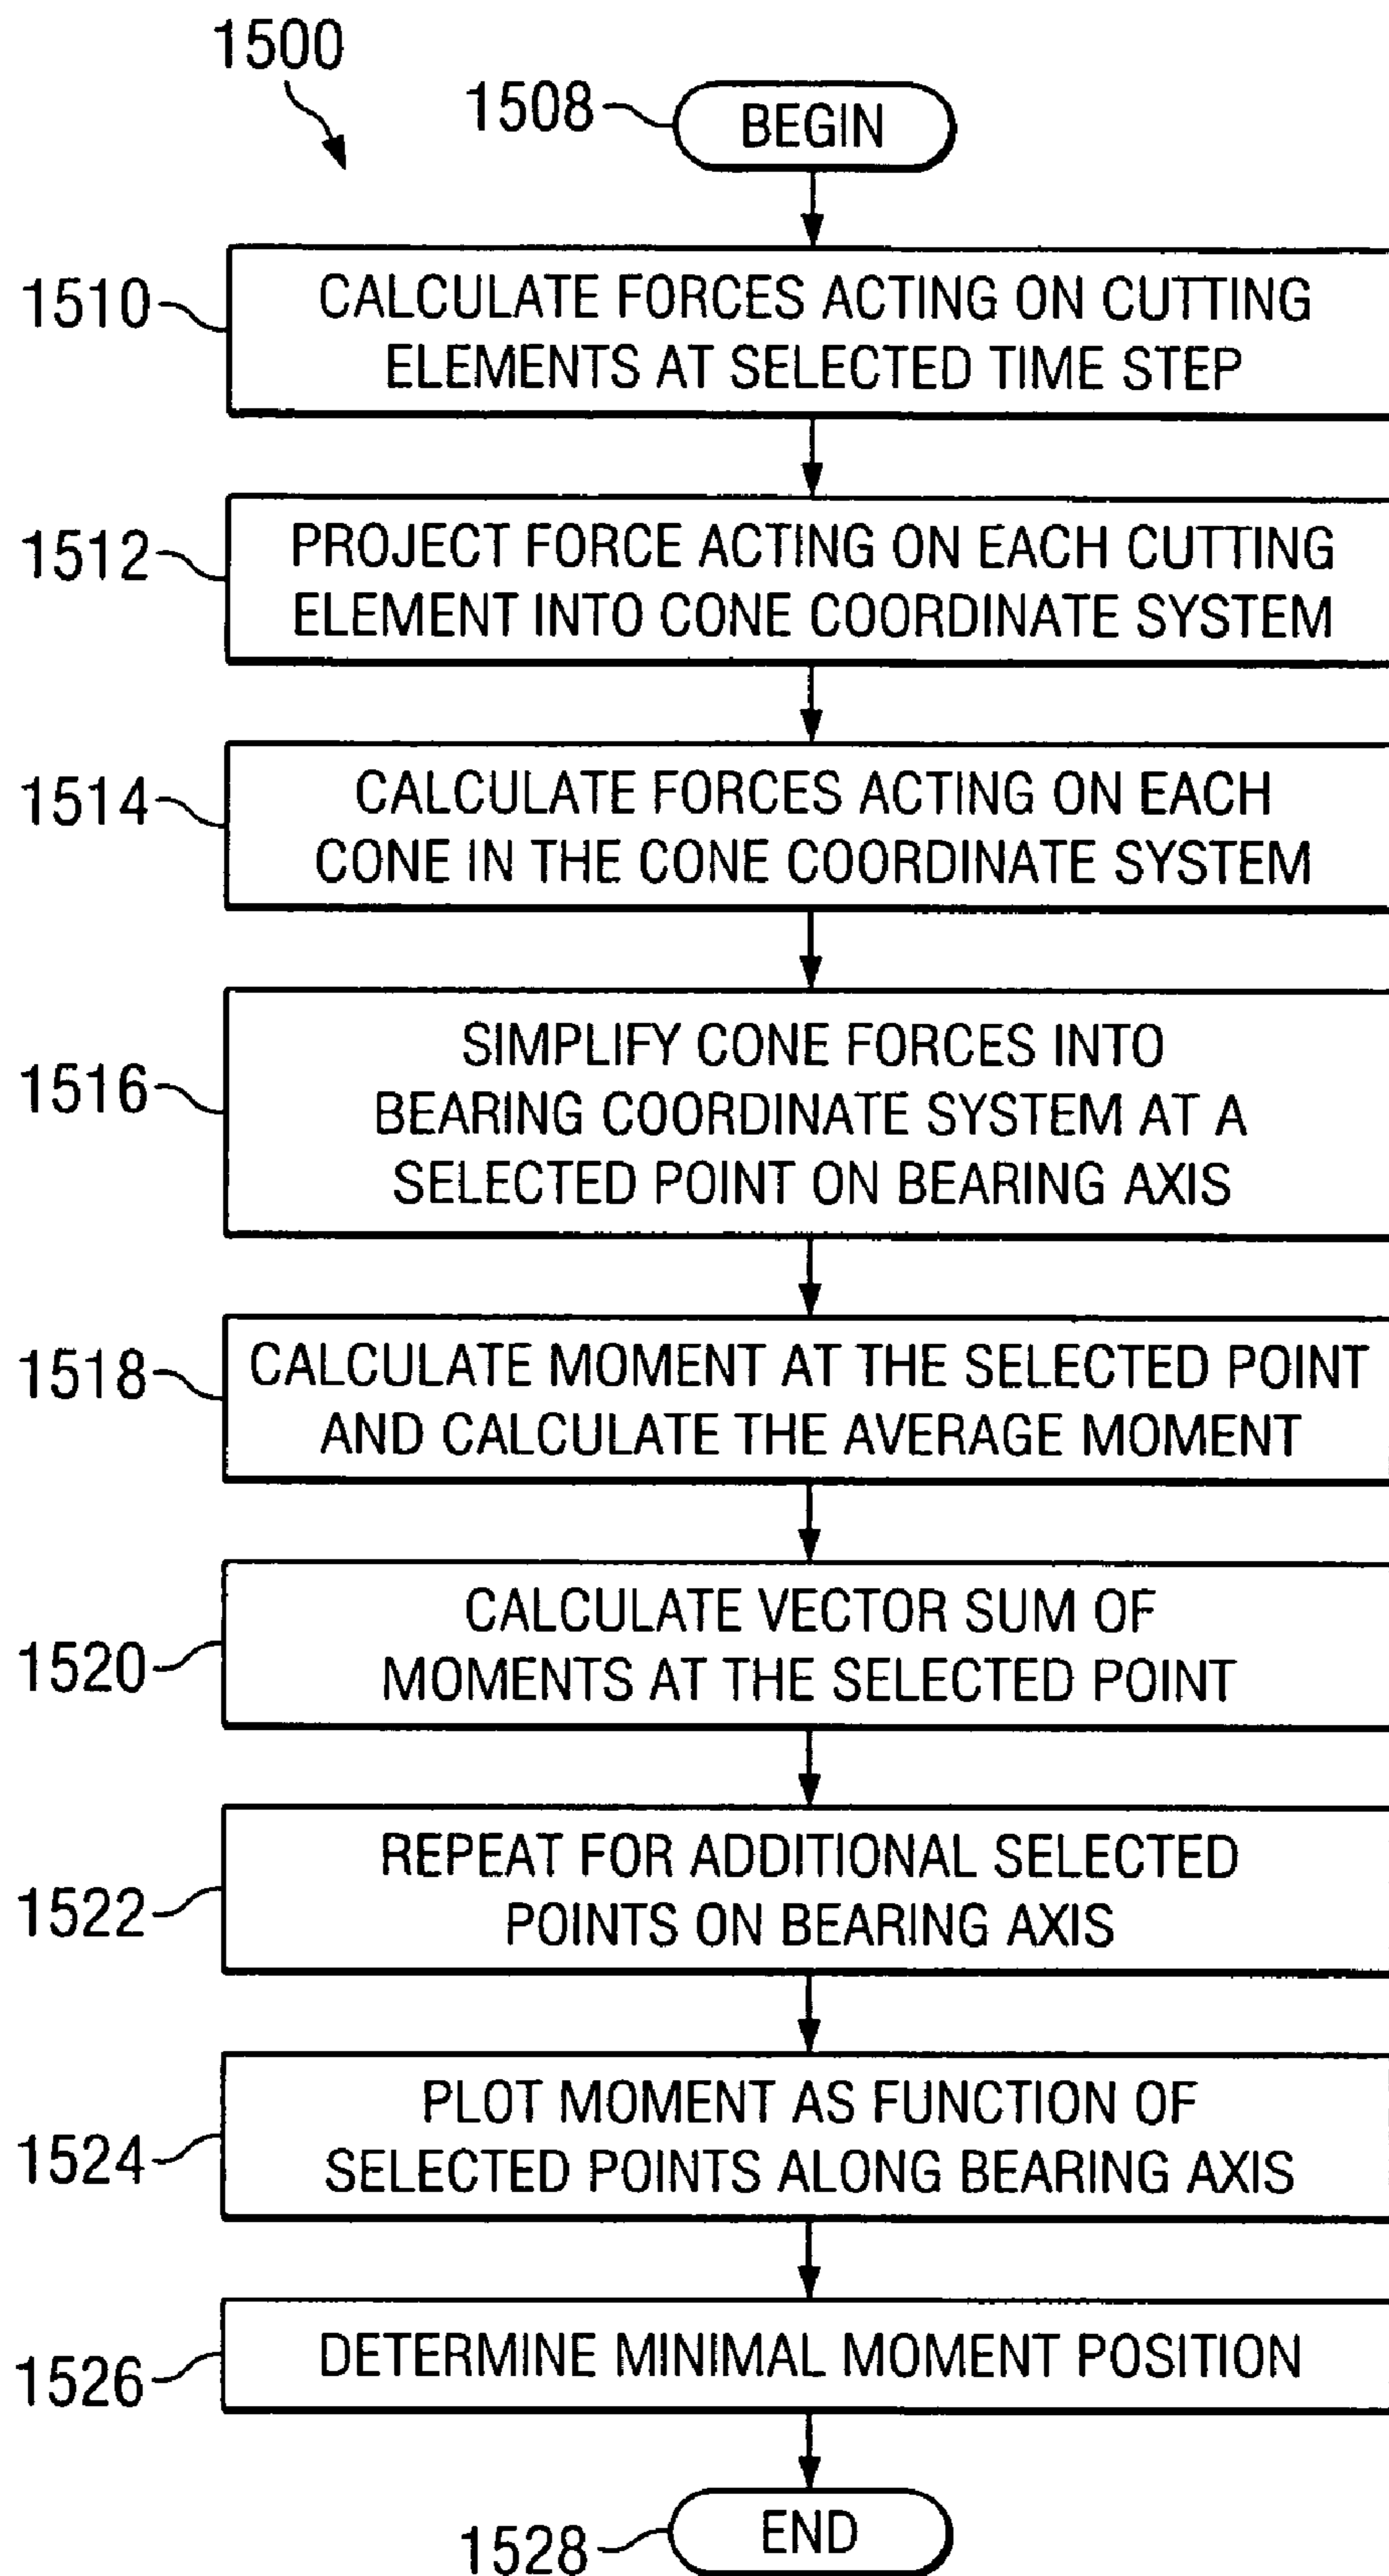 1500
1508
BEGIN
1510
CALCULATE FORCES ACTING ON CUTTING
ELEMENTS AT SELECTED TIME STEP
1512
PROJECT FORCE ACTING ON EACH CUTTING
ELEMENT INTO CONE COORDINATE SYSTEM
1514
CALCULATE FORCES ACTING ON EACH
CONE IN THE CONE COORDINATE SYSTEM
1516
SIMPLIFY CONE FORCES INTO
BEARING COORDINATE SYSTEM AT A
SELECTED POINT ON BEARING AXIS
1518
CALCULATE MOMENT AT THE SELECTED POINT
AND CALCULATE THE AVERAGE MOMENT
1520
CALCULATE VECTOR SUM OF
MOMENTS AT THE SELECTED POINT
1522
REPEAT FOR ADDITIONAL SELECTED
POINTS ON BEARING AXIS
1524
PLOT MOMENT AS FUNCTION OF
SELECTED POINTS ALONG BEARING AXIS
1526
DETERMINE MINIMAL MOMENT POSITION
1528
END